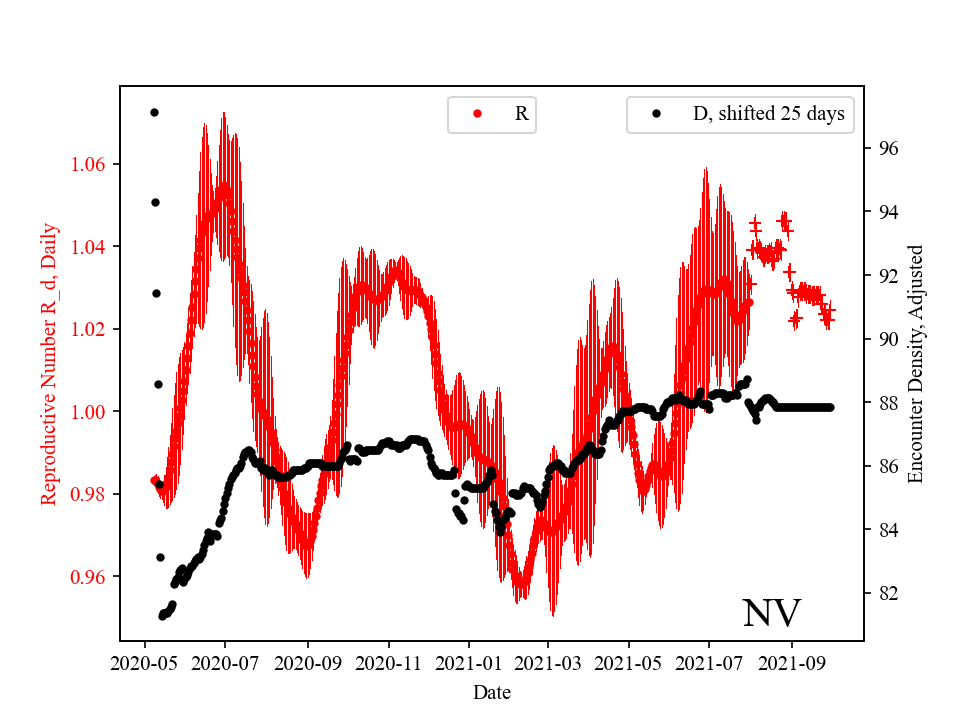 R
D, shifted 25 days
Reproductive Number R_d, Daily
1.06
1.04
1.02
1.00
0.98
0.96
96
94
92
90
88
86
84
82
Encounter Density, Adjusted
NV
2020-05 2020-07 2020-09 2020-11 2021-01 2021-03 2021-05 2021-07 2021-09
Date